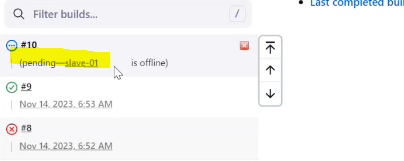 Filter builds...
/
Last completed buil
#10
(pending—slave-01 is offline)
#9
Nov 14, 2023, 6:53 AM
#8
Nov 14, 2023, 6:52 AM